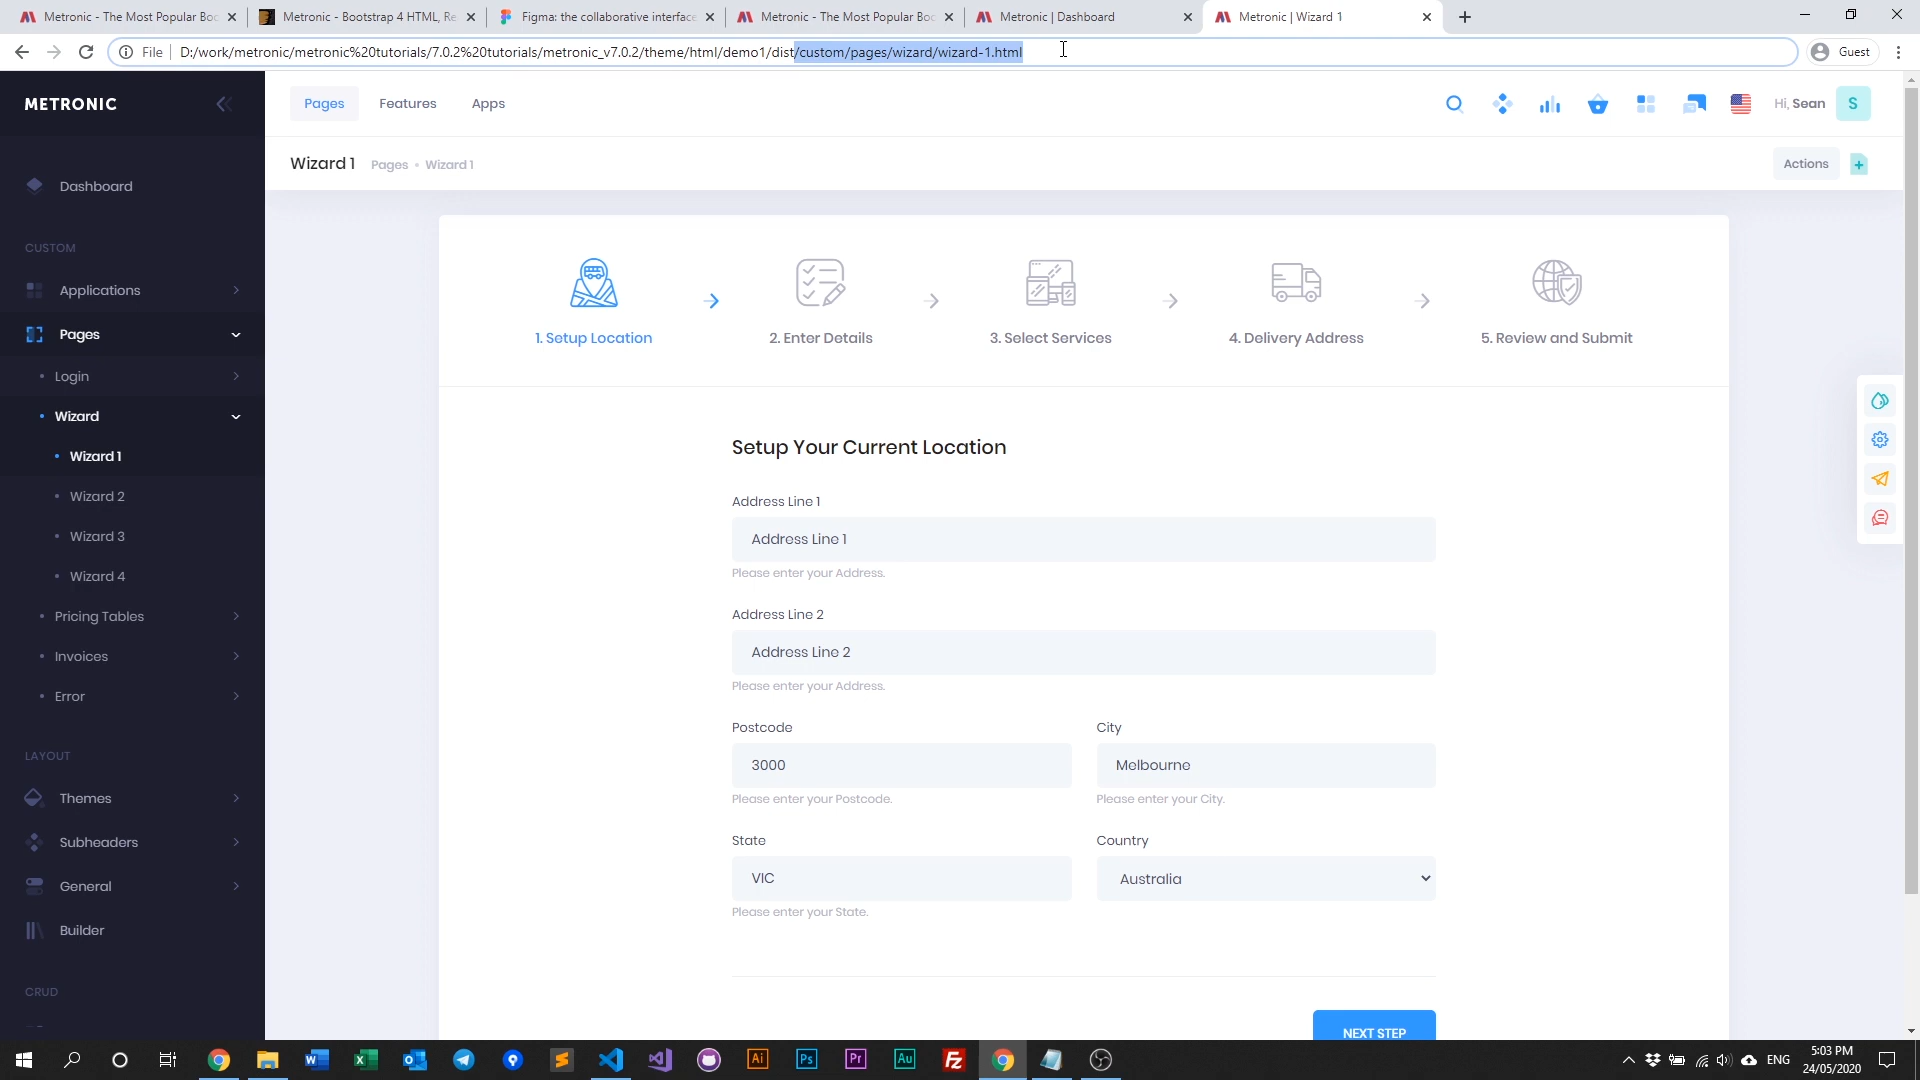 Metronic - The Most Popular Boo
Metronic - Bootstrap 4 HTML, Re
Figma: the collaborative interface
Metronic - The Most Popular Boo
Metronic | Dashboard
Metronic | Wizard 1
File
D:/work/metronic/metronic%20tutorials/7.0.2%20tutorials/metronic_v7.0.2/theme/html/demo1/dist/custom/pages/wizard/wizard-1.html
Guest
METRONIC
Pages
Features
Apps
Hi, Sean
S
Wizard 1
Pages • Wizard 1
Actions
Dashboard
CUSTOM
Applications
Pages
Login
Wizard
Wizard 1
Wizard 2
Wizard 3
Wizard 4
Pricing Tables
Invoices
Error
LAYOUT
Themes
Subheaders
General
Builder
CRUD
1. Setup Location
2. Enter Details
3. Select Services
4. Delivery Address
5. Review and Submit
Setup Your Current Location
Address Line 1
Address Line 1
Please enter your Address.
Address Line 2
Address Line 2
Please enter your Address.
Postcode
City
3000
Melbourne
Please enter your Postcode.
Please enter your City.
State
Country
VIC
Australia
Please enter your State.
NEXT STEP
Ai
Ps
Pr
Au
FZ
ENG
5:03 PM
24/05/2020